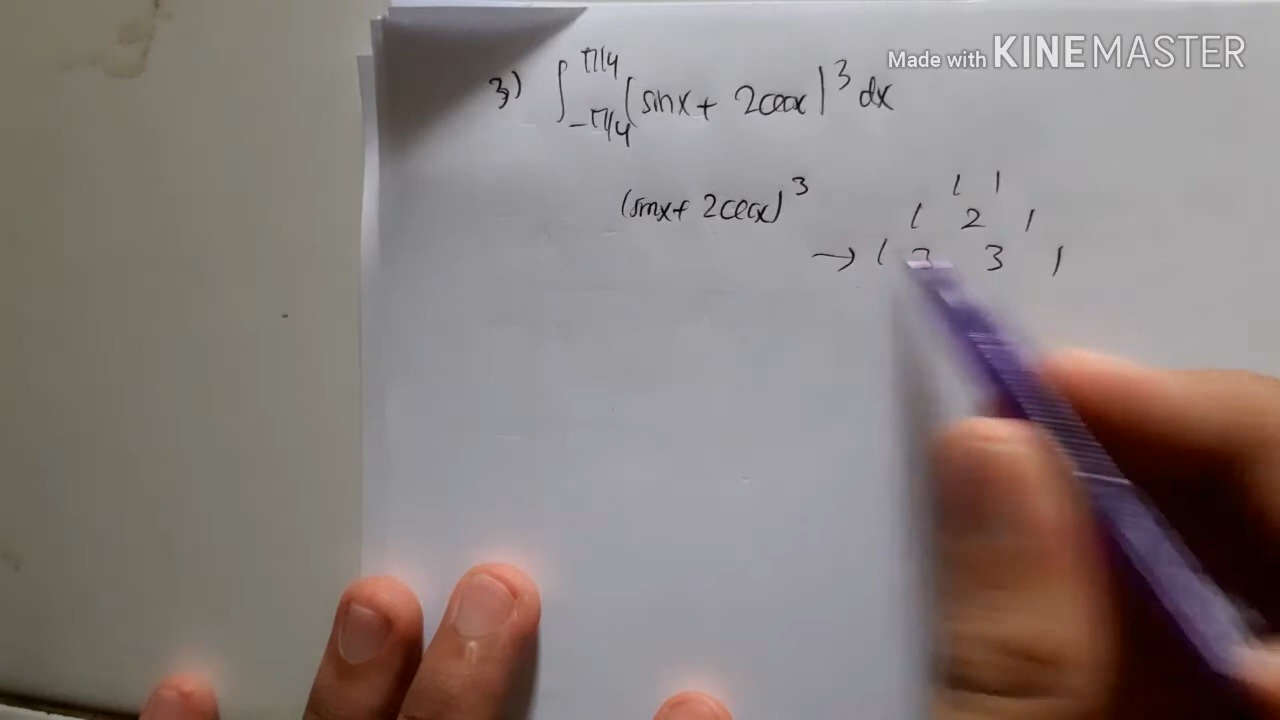 Made with KINEMASTER
3) ∫_{-π/4}^{π/4} (sinx + 2cosx)^3 dx
(sinx + 2cosx)^3
1 1
1 2 1
→ 1 3 3 1